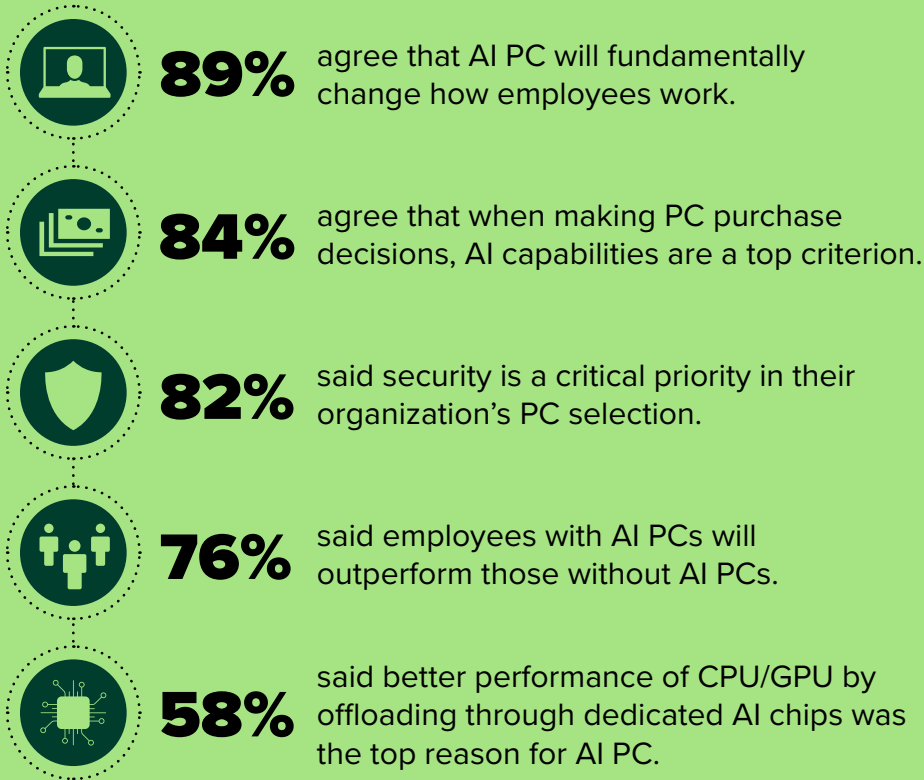 89%
agree that AI PC will fundamentally
change how employees work.
84%
agree that when making PC purchase
decisions, AI capabilities are a top criterion.
82%
said security is a critical priority in their
organization’s PC selection.
76%
said employees with AI PCs will
outperform those without AI PCs.
58%
said better performance of CPU/GPU by
offloading through dedicated AI chips was
the top reason for AI PC.